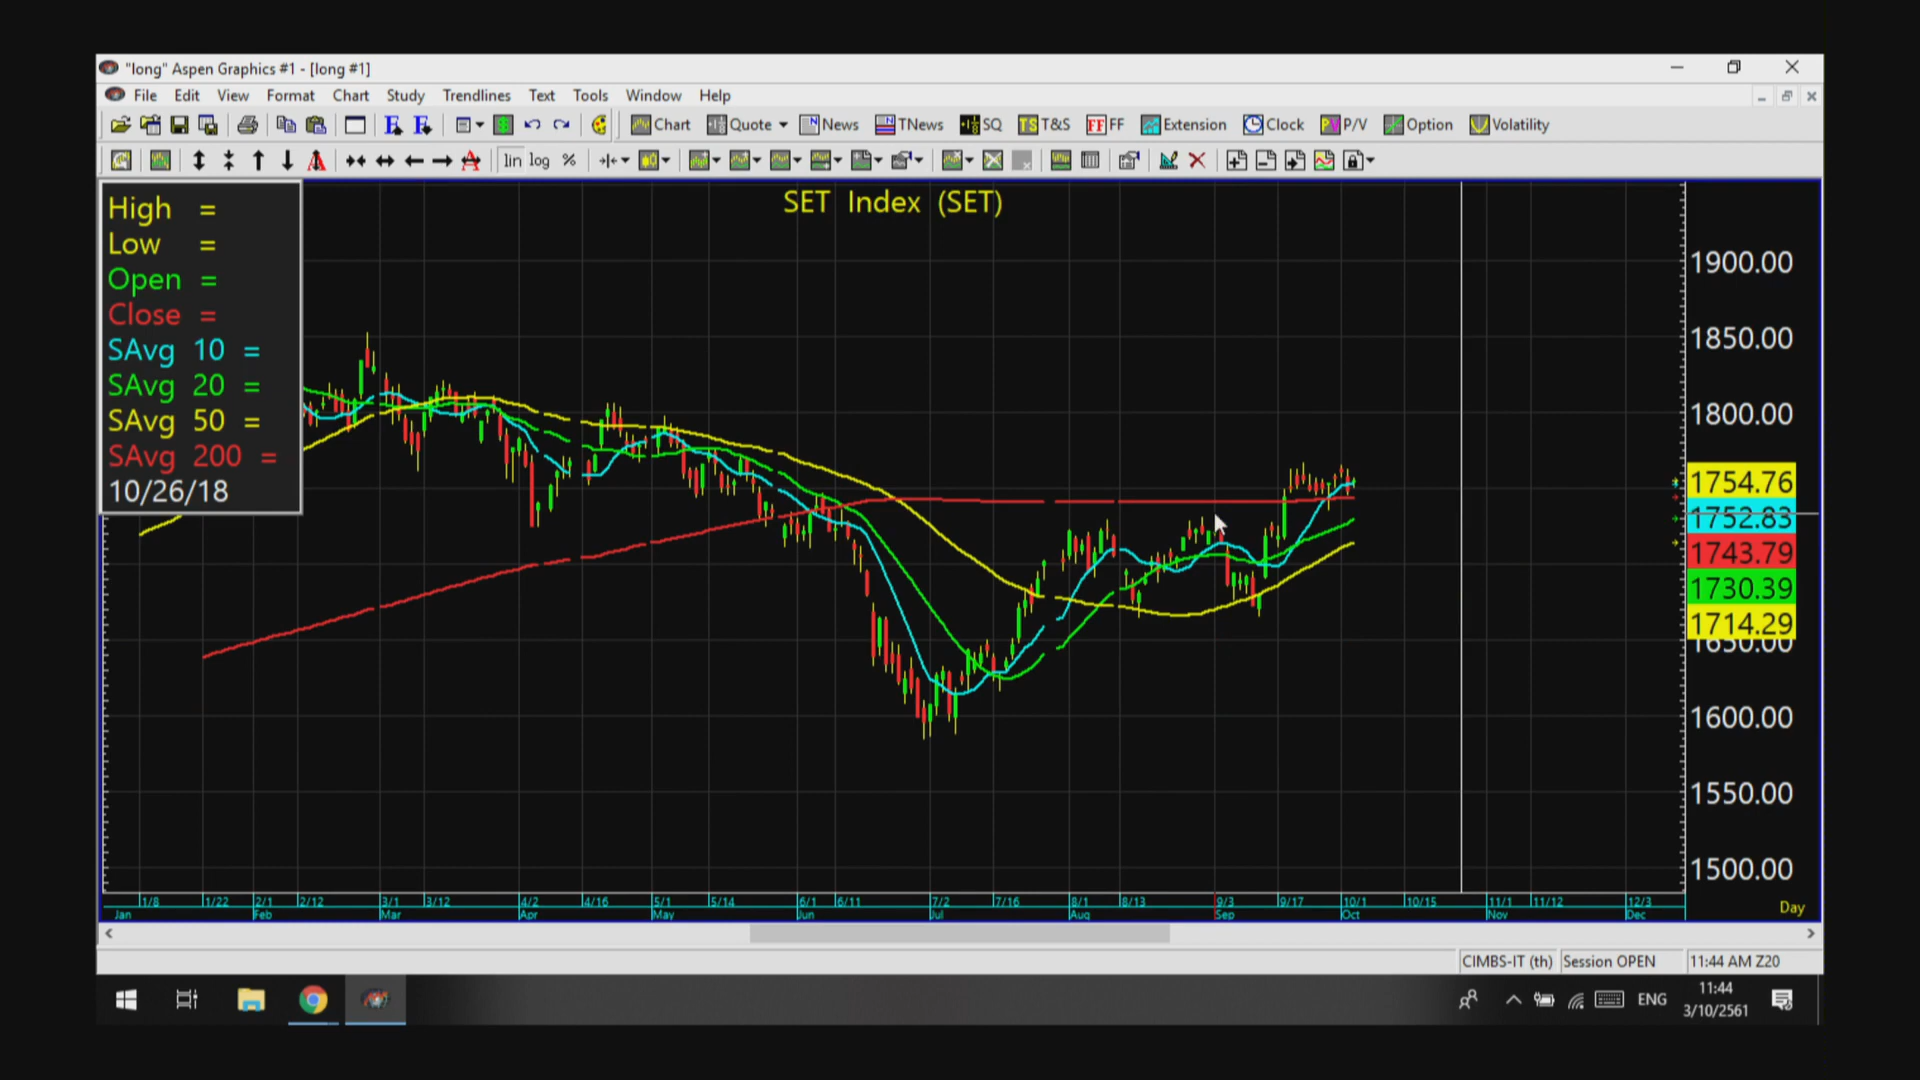 "long" Aspen Graphics #1 - [long #1]
File Edit View Format Chart Study Trendlines Text Tools Window Help
Chart Quote News TNews SQ TS T&S FF FF Extension Clock P/V Option Volatility
lin log %
SET Index (SET)
High =
Low =
Open =
Close =
SAvg 10 =
SAvg 20 =
SAvg 50 =
SAvg 200 =
10/26/18
1900.00
1850.00
1800.00
1754.76
1752.83
1743.79
1730.39
1714.29
1650.00
1600.00
1550.00
1500.00
1/8 1/22 2/1 2/12 3/1 3/12 4/2 4/16 5/1 5/14 6/1 6/11 7/2 7/16 8/1 8/13 9/3 9/17 10/1 10/15 11/1 11/12 12/3
Jan Feb Mar Apr May Jun Jul Aug Sep Oct Nov Dec
Day
CIMBS-IT (th) Session OPEN 11:44 AM Z20
ENG
11:44
3/10/2561